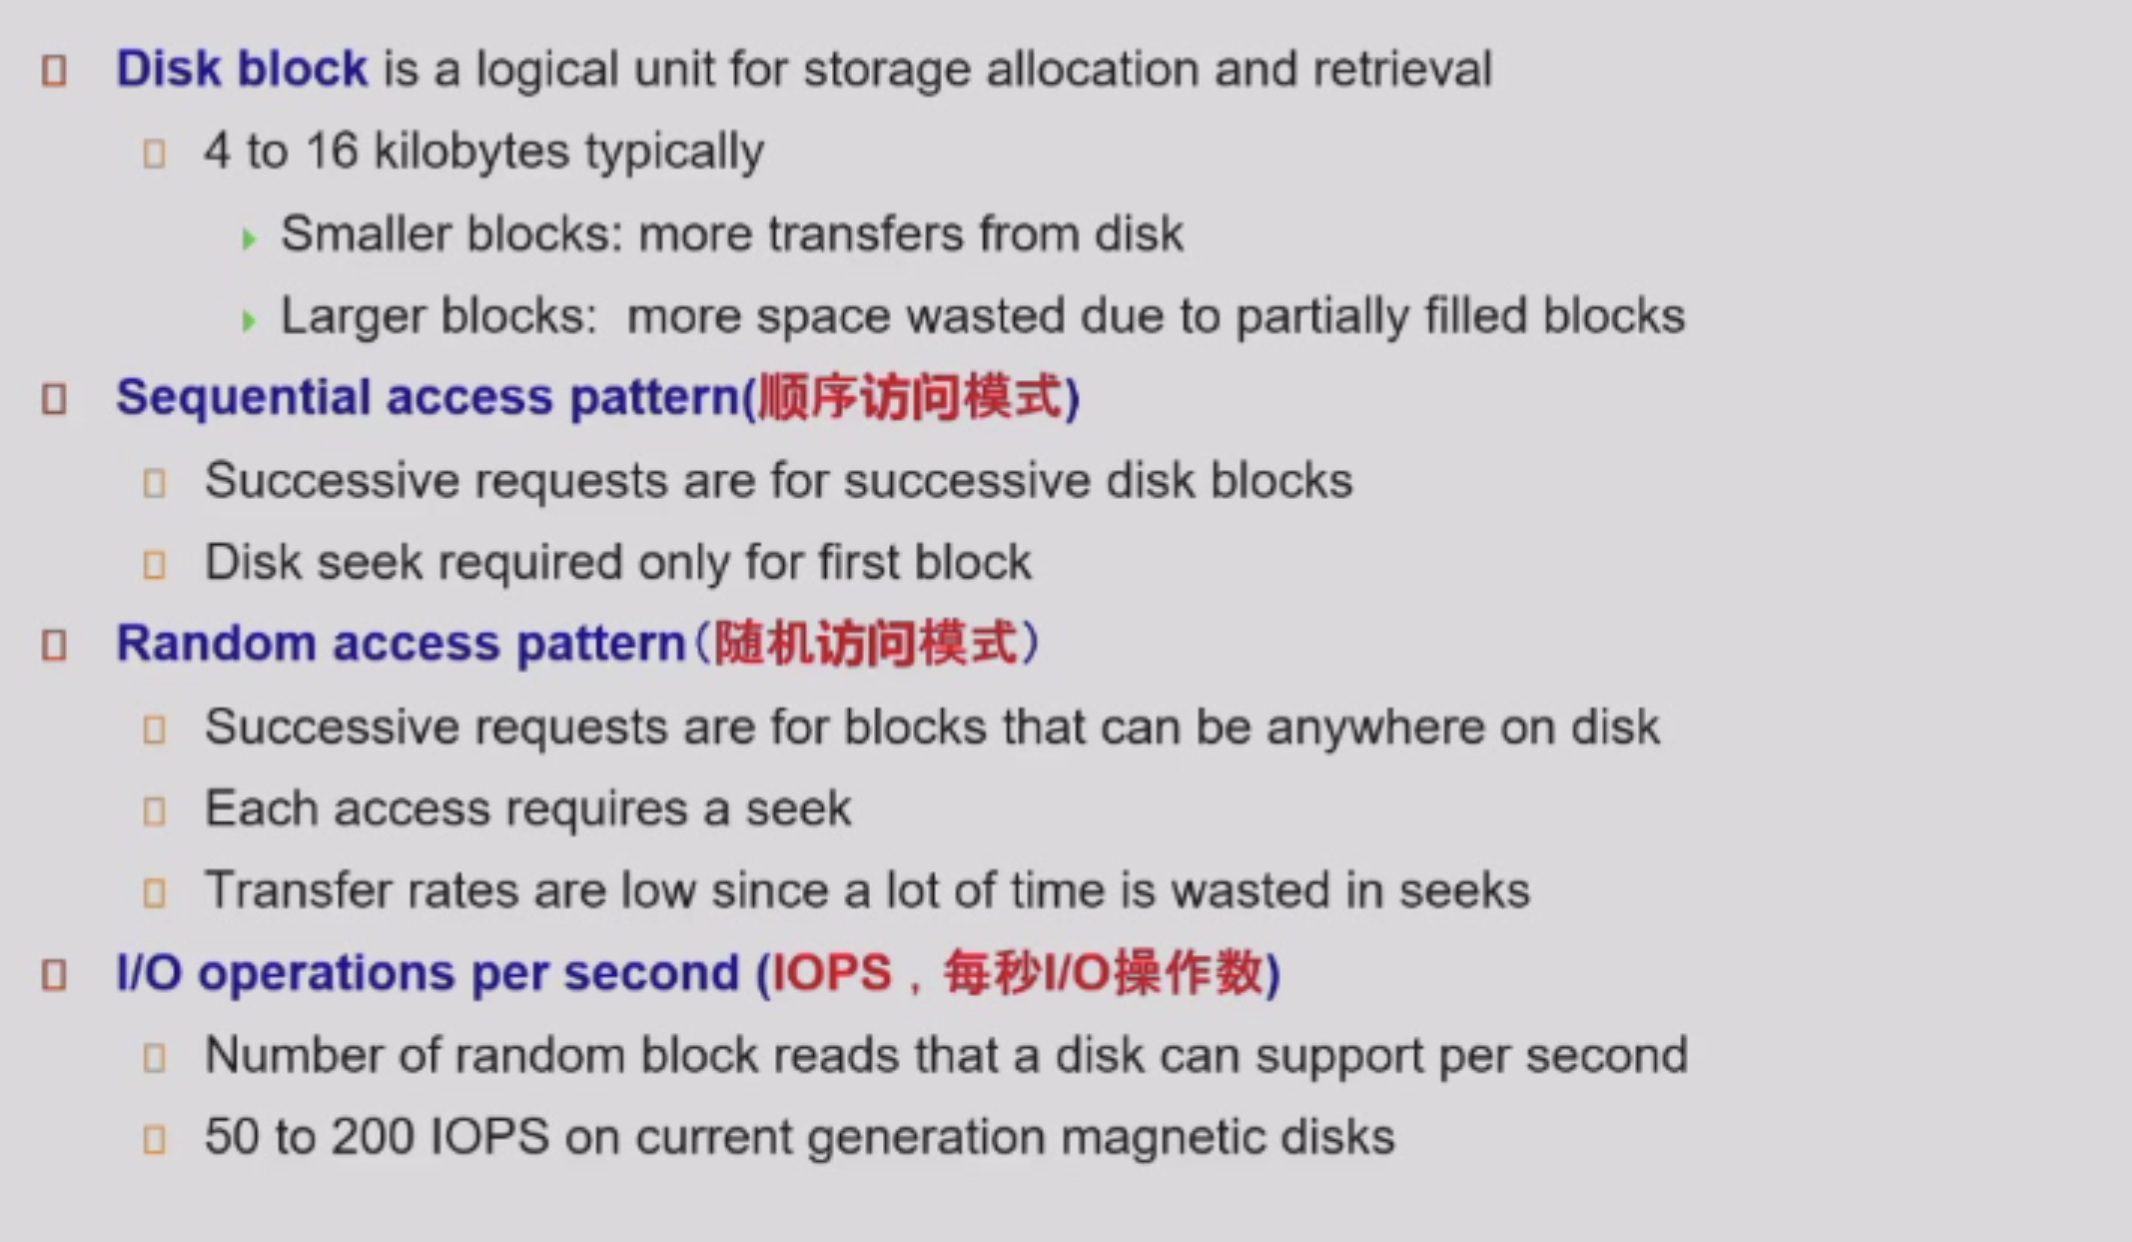 Disk block is a logical unit for storage allocation and retrieval
4 to 16 kilobytes typically
Smaller blocks: more transfers from disk
Larger blocks:  more space wasted due to partially filled blocks
Sequential access pattern(顺序访问模式)
Successive requests are for successive disk blocks
Disk seek required only for first block
Random access pattern（随机访问模式）
Successive requests are for blocks that can be anywhere on disk
Each access requires a seek
Transfer rates are low since a lot of time is wasted in seeks
I/O operations per second (IOPS，每秒I/O操作数)
Number of random block reads that a disk can support per second
50 to 200 IOPS on current generation magnetic disks